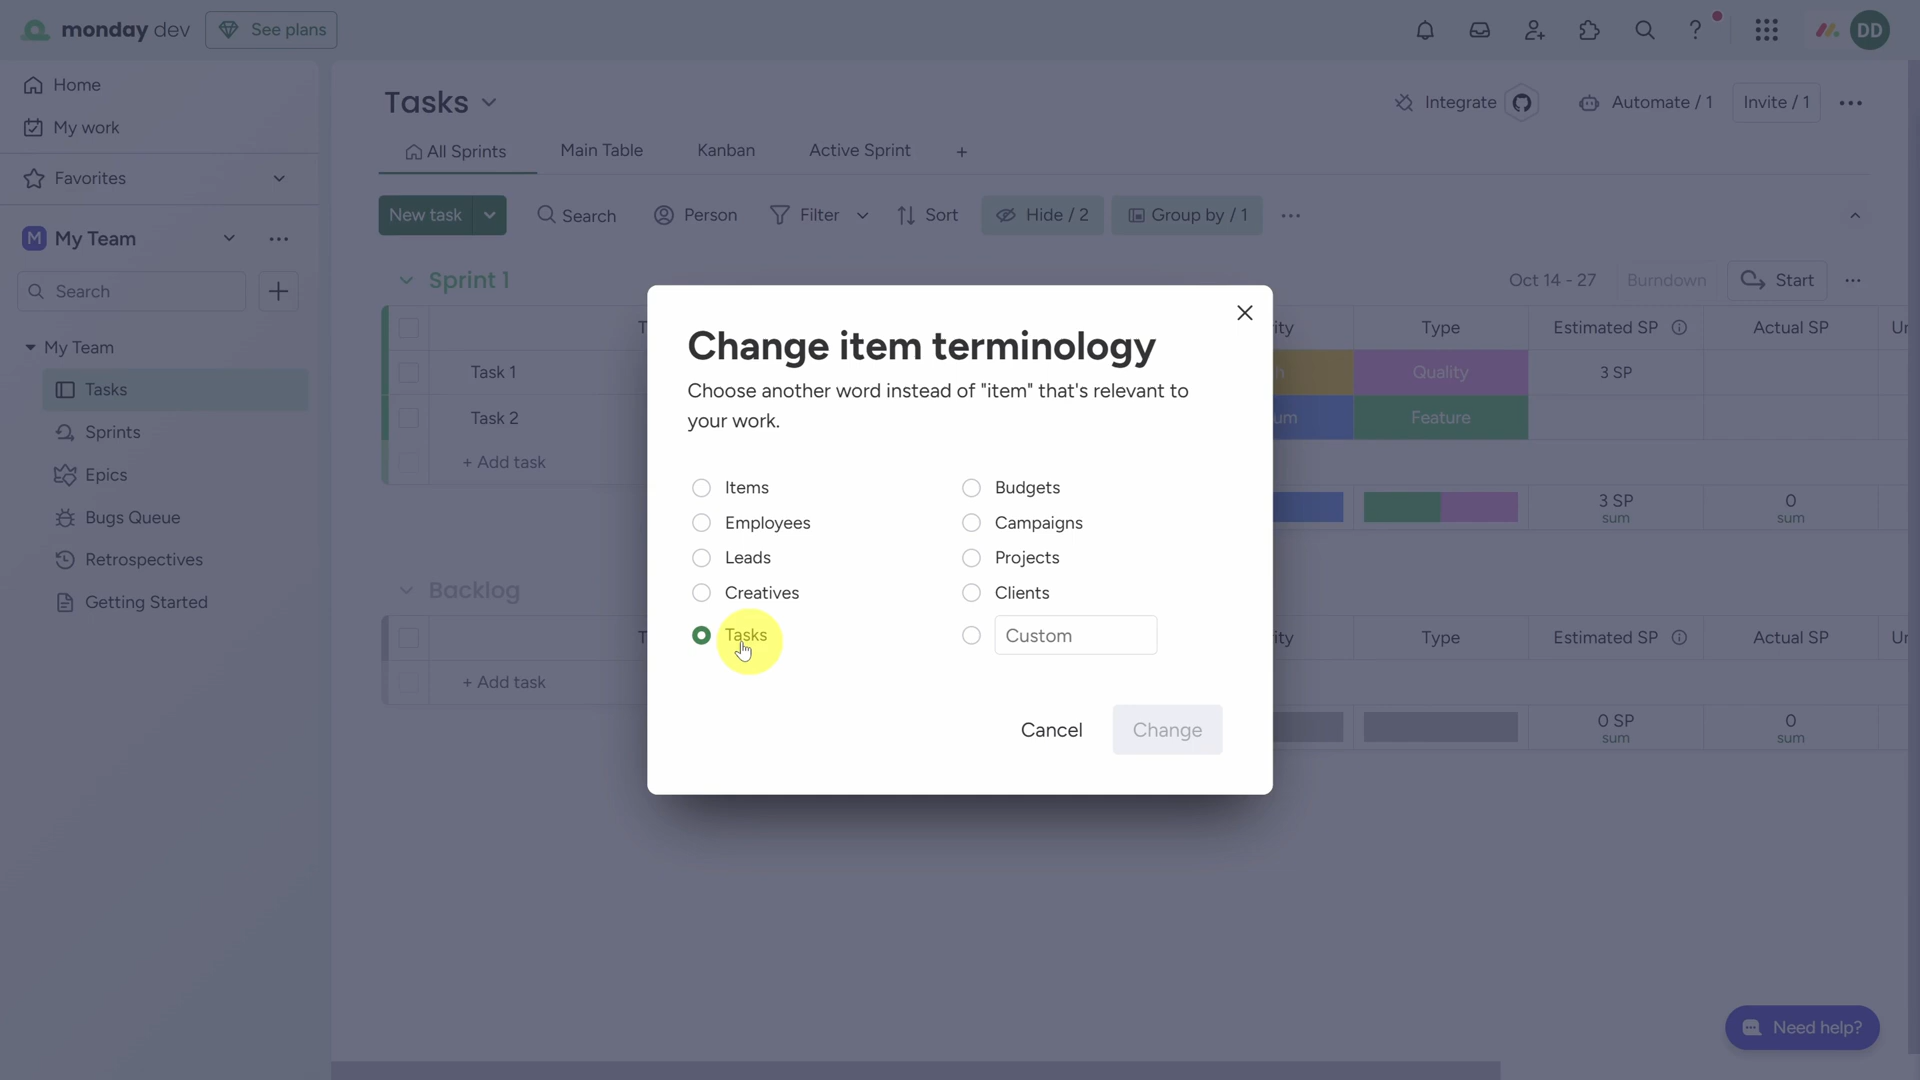 monday dev
See plans
DD
Home
My work
Favorites
M My Team
Search
My Team
Tasks
Sprints
Epics
Bugs Queue
Retrospectives
Getting Started
Tasks
Integrate
Automate / 1
Invite / 1
All Sprints
Main Table
Kanban
Active Sprint
New task
Search
Person
Filter
Sort
Hide / 2
Group by / 1
Sprint 1
Oct 14 - 27
Burndown
Start
Type
Estimated SP
Actual SP
Task 1
Quality
3 SP
Task 2
Feature
+ Add task
3 SP
sum
0
sum
Backlog
Type
Estimated SP
Actual SP
+ Add task
0 SP
sum
0
sum
Change item terminology
Choose another word instead of "item" that's relevant to
your work.
Items
Budgets
Employees
Campaigns
Leads
Projects
Creatives
Clients
Tasks
Custom
Cancel
Change
Need help?